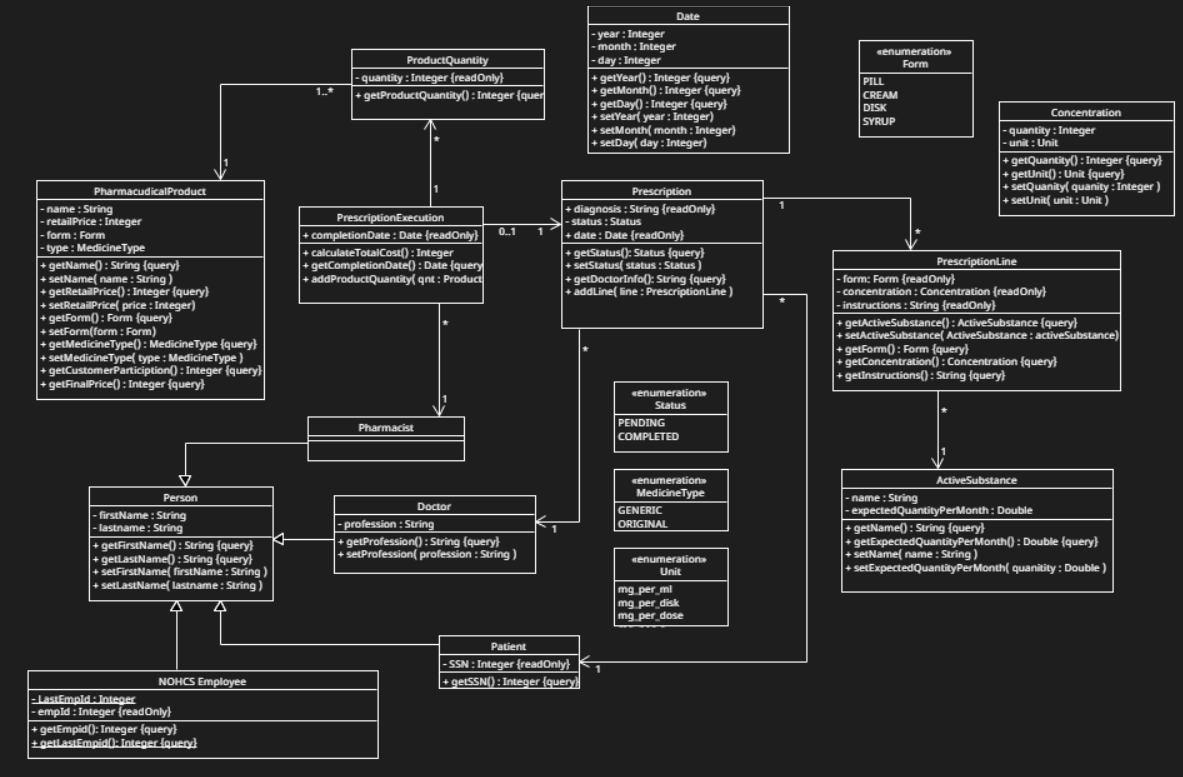 Date
- year : Integer
- month : Integer
- day : Integer
+ getYear() : Integer {query}
+ getMonth() : Integer {query}
+ getDay() : Integer {query}
+ setYear( year : Integer)
+ setMonth( month : Integer)
+ setDay( day : Integer)
«enumeration»
Form
PILL
CREAM
DISK
SYRUP
ProductQuantity
- quantity : Integer {readOnly}
+ getProductQuantity() : Integer {quer
1..*
1
*
1
Concentration
- quantity : Integer
- unit : Unit
+ getQuantity() : Integer {query}
+ getUnit() : Unit {query}
+ setQuanity( quanity : Integer )
+ setUnit( unit : Unit )
PharmacudicalProduct
- name : String
- retailPrice : Integer
- form : Form
- type : MedicineType
+ getName() : String {query}
+ setName( name : String )
+ getRetailPrice() : Integer {query}
+ setRetailPrice( price : Integer)
+ getForm() : Form {query}
+ setForm(form : Form)
+ getMedicineType() : MedicineType {query}
+ setMedicineType( type : MedicineType )
+ getCustomerParticiption() : Integer {query}
+ getFinalPrice() : Integer {query}
PrescriptionExecution
+ completionDate : Date {readOnly}
+ calculateTotalCost() : Integer
+ getCompletionDate() : Date {query
+ addProductQuantity( qnt : Product
0..1
1
Prescription
+ diagnosis : String {readOnly}
- status : Status
+ date : Date {readOnly}
+ getStatus(): Status {query}
+ setStatus( status : Status )
+ getDoctorInfo(): String {query}
+ addLine( line : PrescriptionLine )
1
*
PrescriptionLine
- form: Form {readOnly}
- concentration : Concentration {readOnly}
- instructions : String {readOnly}
+ getActiveSubstance() : ActiveSubstance {query}
+ setActiveSubstance( ActiveSubstance : activeSubstance)
+ getForm() : Form {query}
+ getConcentration() : Concentration {query}
+ getInstructions() : String {query}
*
*
*
1
Pharmacist
«enumeration»
Status
PENDING
COMPLETED
*
1
ActiveSubstance
- name : String
- expectedQuantityPerMonth : Double
+ getName() : String {query}
+ getExpectedQuantityPerMonth() : Double {query}
+ setName( name : String )
+ setExpectedQuantityPerMonth( quanitity : Double )
«enumeration»
MedicineType
GENERIC
ORIGINAL
Person
- firstName : String
- lastname : String
+ getFirstName() : String {query}
+ getLastName() : String {query}
+ setFirstName( firstName : String )
+ setLastName( lastname : String )
Doctor
- profession : String
+ getProfession() : String {query}
+ setProfession( profession : String )
1
«enumeration»
Unit
mg_per_ml
mg_per_disk
mg_per_dose
Patient
- SSN : Integer {readOnly}
+ getSSN() : Integer {query}
1
NOHCS Employee
- LastEmpId : Integer
- empId : Integer {readOnly}
+ getEmpid(): Integer {query}
+ getLastEmpid(): Integer {query}